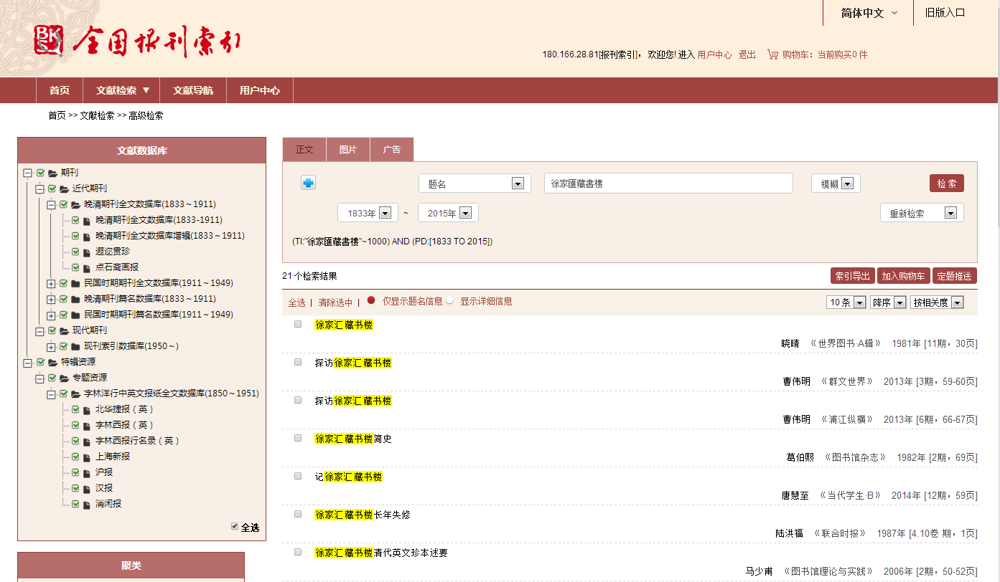 简体中文 旧版入口
BK
全国报刊索引
180.166.28.81[报刊索引]，欢迎您! 进入 用户中心 退出 购物车：当前购买0 件
首页 文献检索 ▼ 文献导航 用户中心
首页 >> 文献检索 >> 高级检索
文献数据库
期刊
近代期刊
晚清期刊全文数据库(1833～1911)
晚清期刊全文数据库(1833-1911)
晚清期刊全文数据库增辑(1833～1911)
遐迩贯珍
点石斋画报
民国时期期刊全文数据库(1911～1949)
晚清期刊篇名数据库(1833～1911)
民国时期期刊篇名数据库(1911～1949)
现代期刊
现刊索引数据库(1950～)
特辑资源
专题资源
字林洋行中英文报纸全文数据库(1850～1951)
北华捷报（英）
字林西报（英）
字林西报行名录（英）
上海新报
沪报
汉报
消闲报
全选
聚类
正文 图片 广告
题名 徐家匯藏書樓 模糊 检 索
1833年 ~ 2015年 重新检索
(TI:"徐家匯藏書樓"~1000) AND (PD:[1833 TO 2015])
21 个检索结果 索引导出 加入购物车 定题推送
全选 | 清除选中 | 仅显示题名信息 显示详细信息 10 条 降序 按相关度
徐家汇藏书楼
晓晴 《世界图书·A辑》 1981年 [11期，30页]
探访徐家汇藏书楼
曹伟明 《群文世界》 2013年 [3期，59-60页]
探访徐家汇藏书楼
曹伟明 《浦江纵横》 2013年 [6期，66-67页]
徐家汇藏书楼简史
葛伯熙 《图书馆杂志》 1982年 [2期，69页]
记徐家汇藏书楼
唐慧至 《当代学生·B》 2014年 [12期，59页]
徐家汇藏书楼长年失修
陆洪福 《联合时报》 1987年 [4.10卷 期，1页]
徐家汇藏书楼清代英文珍本述要
马少甫 《图书馆理论与实践》 2006年 [2期，50-52页]